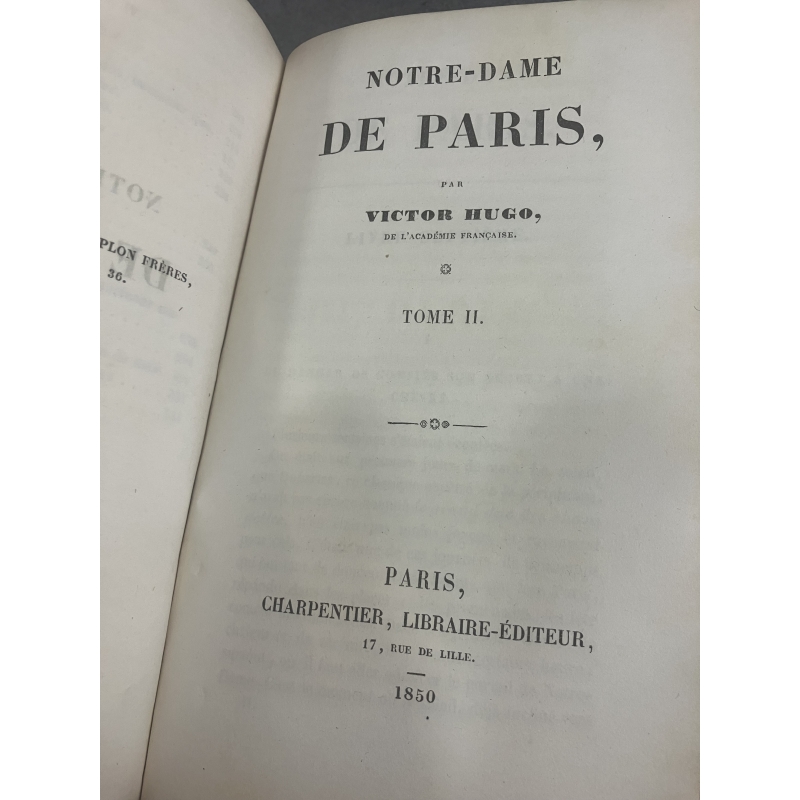 PLON FRÈRES,
36.
NOTRE-DAME
DE PARIS,
PAR
VICTOR HUGO,
DE L'ACADÉMIE FRANÇAISE.
TOME II.
PARIS,
CHARPENTIER, LIBRAIRE-ÉDITEUR,
17, RUE DE LILLE.
1850